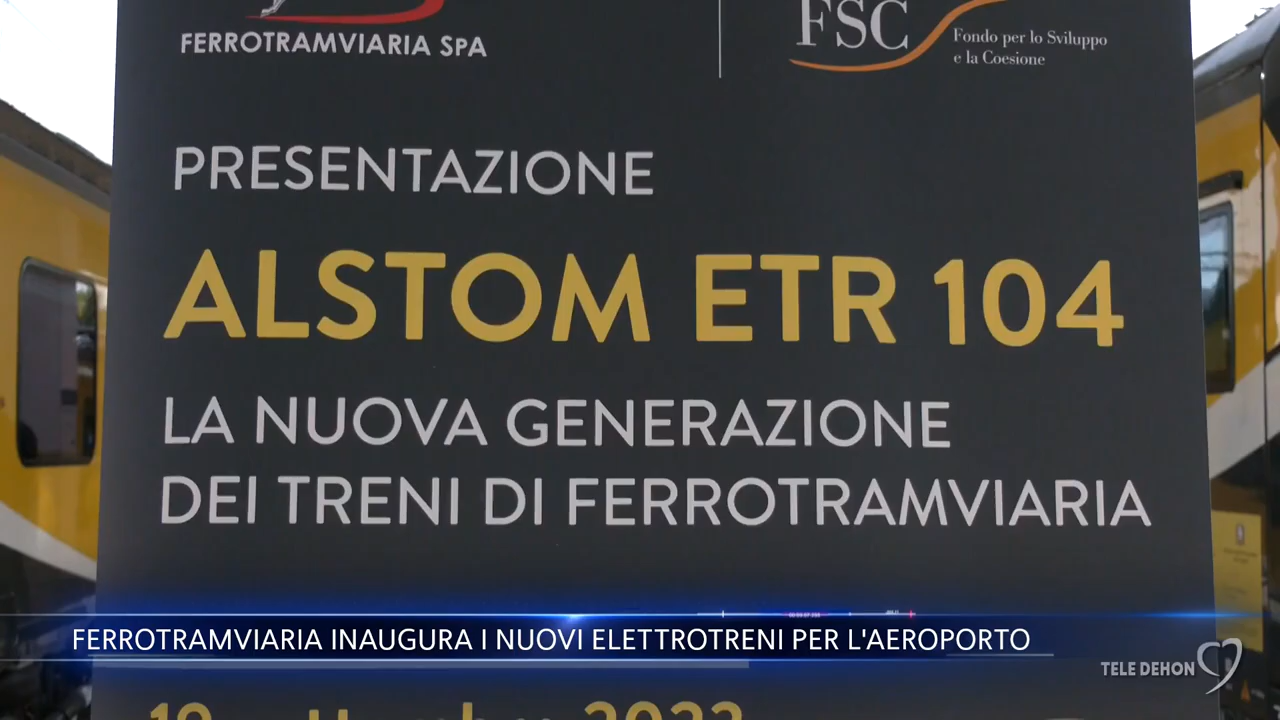 FERROTRAMVIARIA SPA
FSC
Fondo per lo Sviluppo
e la Coesione
PRESENTAZIONE
ALSTOM ETR 104
LA NUOVA GENERAZIONE
DEI TRENI DI FERROTRAMVIARIA
FERROTRAMVIARIA INAUGURA I NUOVI ELETTROTRENI PER L'AEROPORTO
TELE DEHON